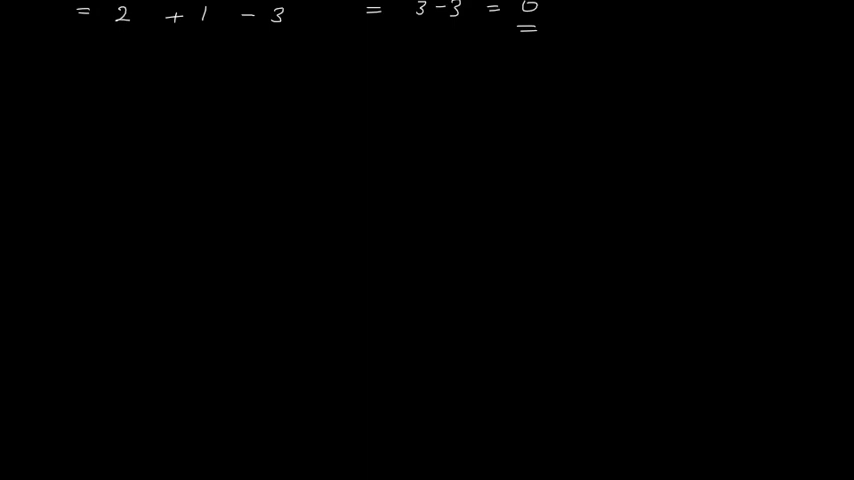 = 2 + 1 - 3 = 3 - 3 = 0